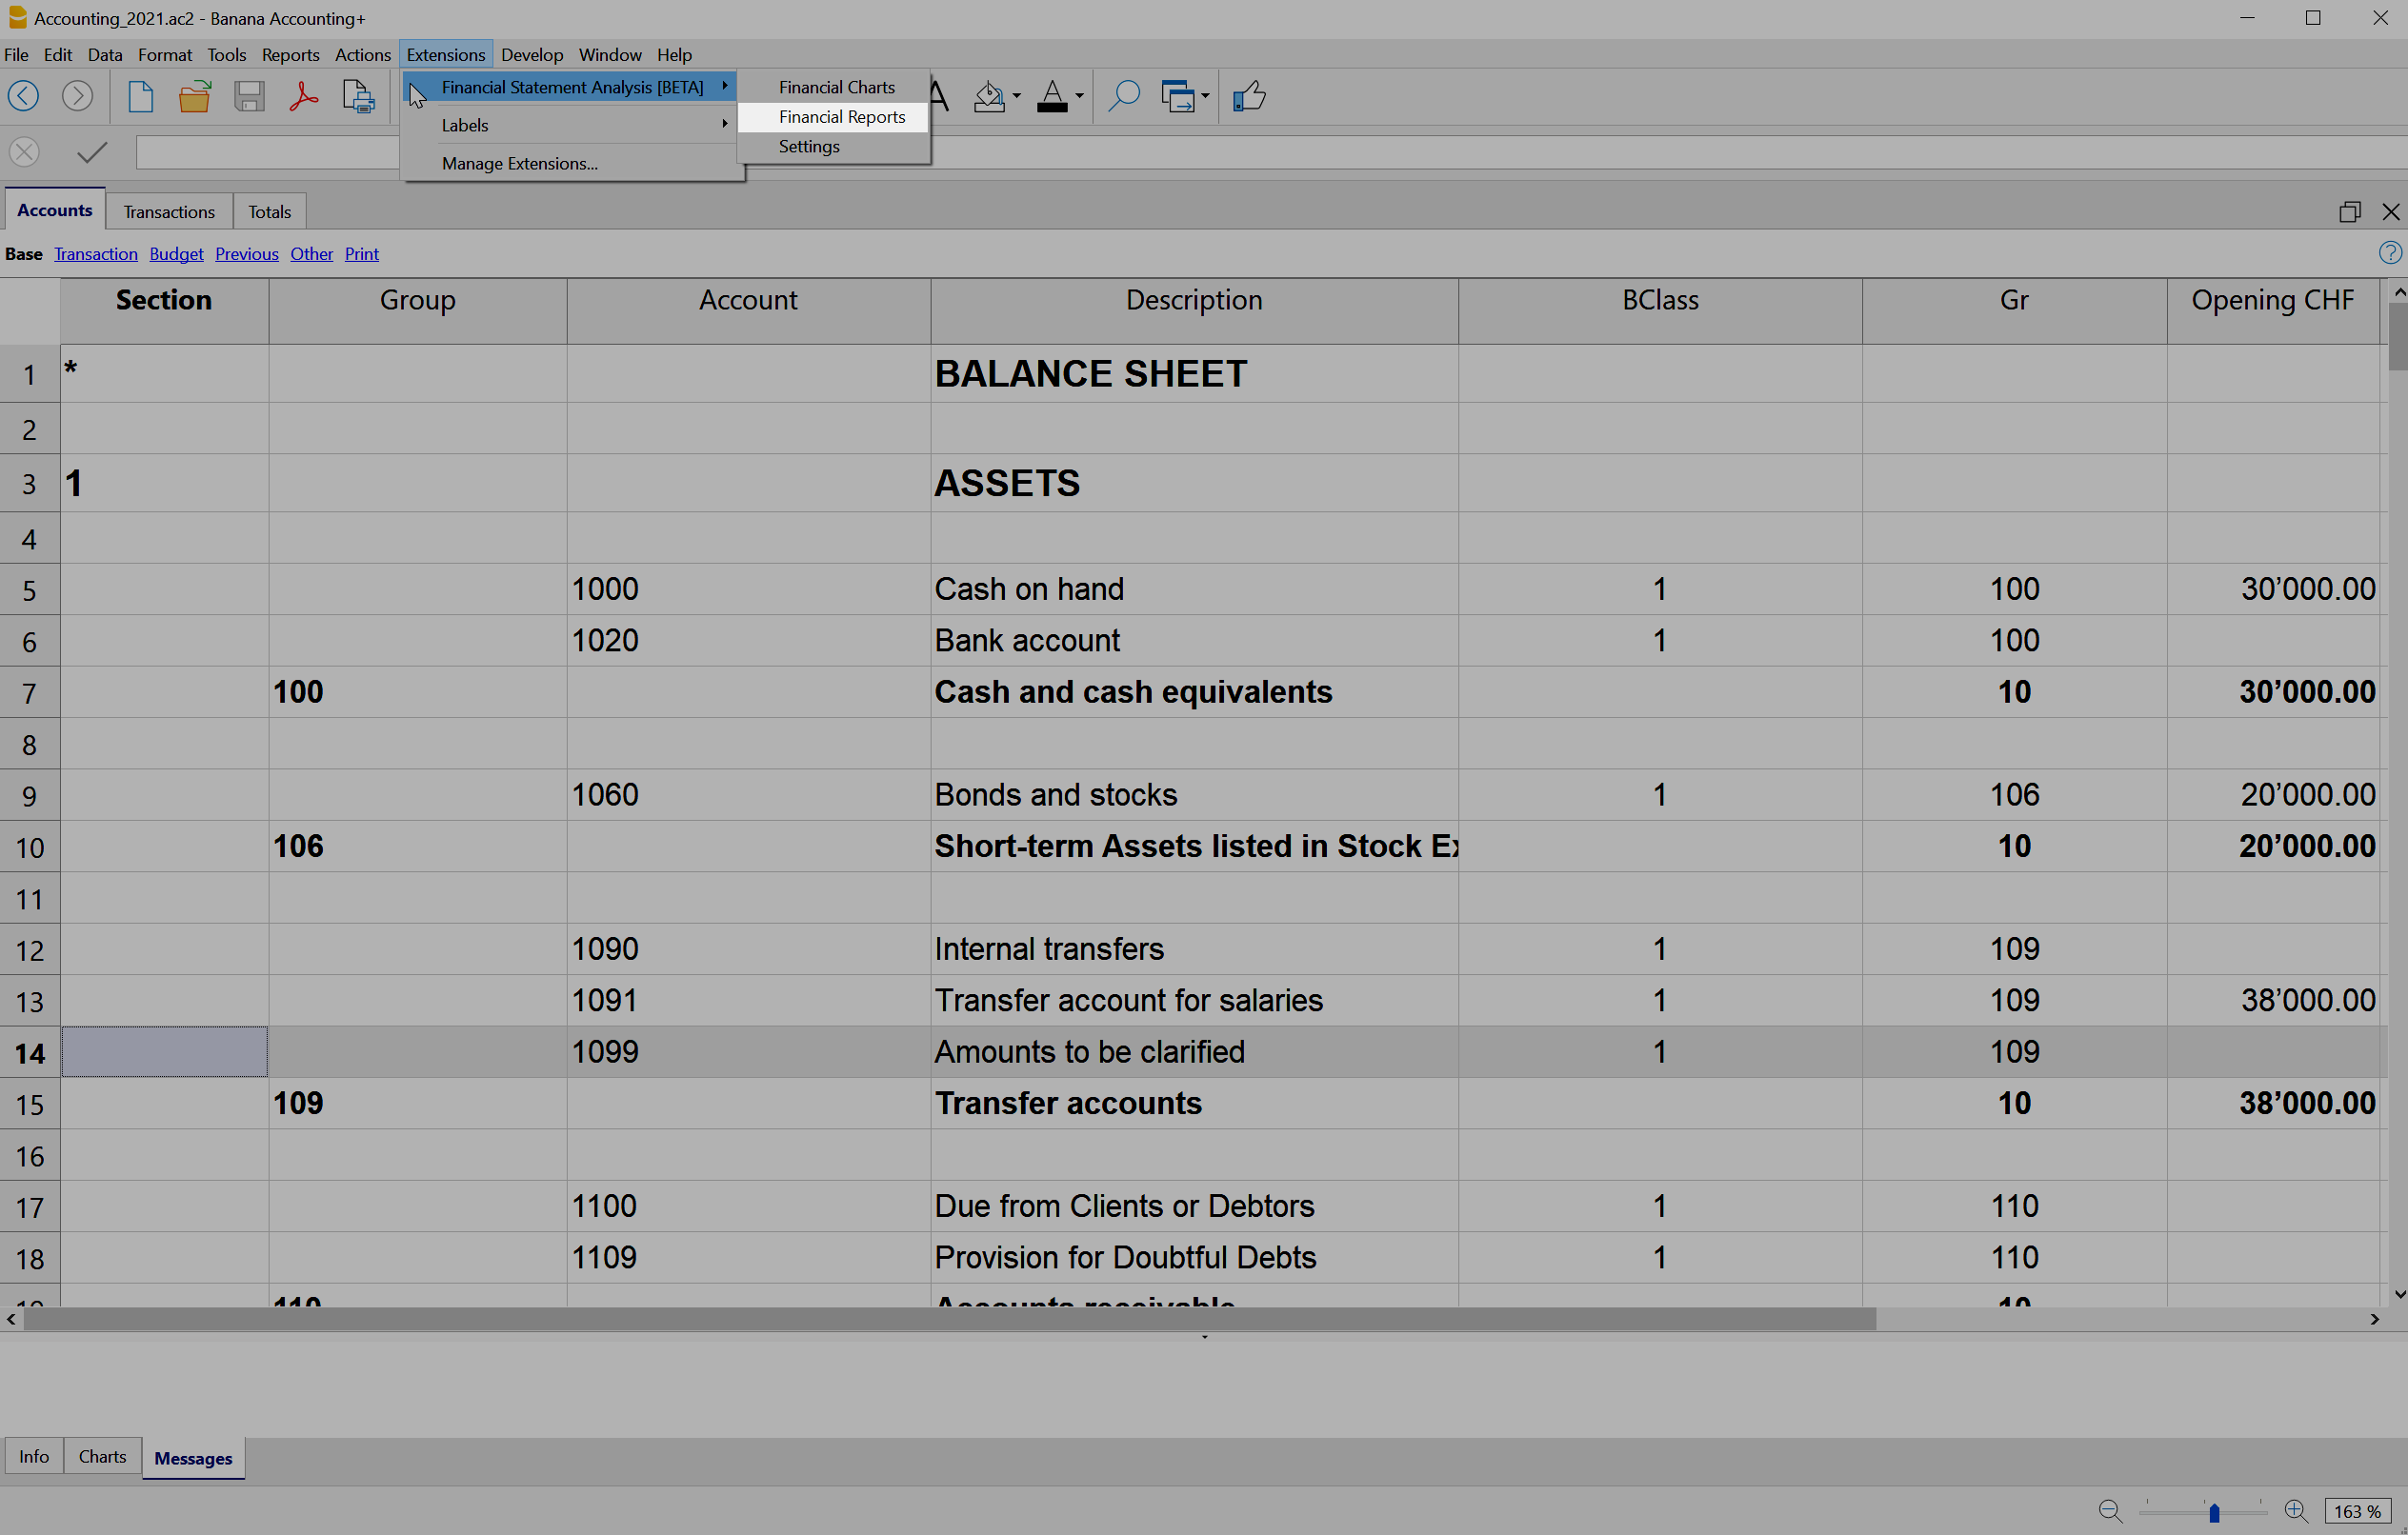 Accounting_2021.ac2 - Banana Accounting+
File Edit Data Format Tools Reports Actions Extensions Develop Window Help
Financial Statement Analysis [BETA]
Labels
Manage Extensions...
Financial Charts
Financial Reports
Settings
Accounts Transactions Totals
Base Transaction Budget Previous Other Print
Section Group Account Description BClass Gr Opening CHF
1 * BALANCE SHEET
2
3 1 ASSETS
4
5 1000 Cash on hand 1 100 30’000.00
6 1020 Bank account 1 100
7 100 Cash and cash equivalents 10 30’000.00
8
9 1060 Bonds and stocks 1 106 20’000.00
10 106 Short-term Assets listed in Stock 10 20’000.00
11
12 1090 Internal transfers 1 109
13 1091 Transfer account for salaries 1 109 38’000.00
14 1099 Amounts to be clarified 1 109
15 109 Transfer accounts 10 38’000.00
16
17 1100 Due from Clients or Debtors 1 110
18 1109 Provision for Doubtful Debts 1 110
Info Charts Messages
163 %